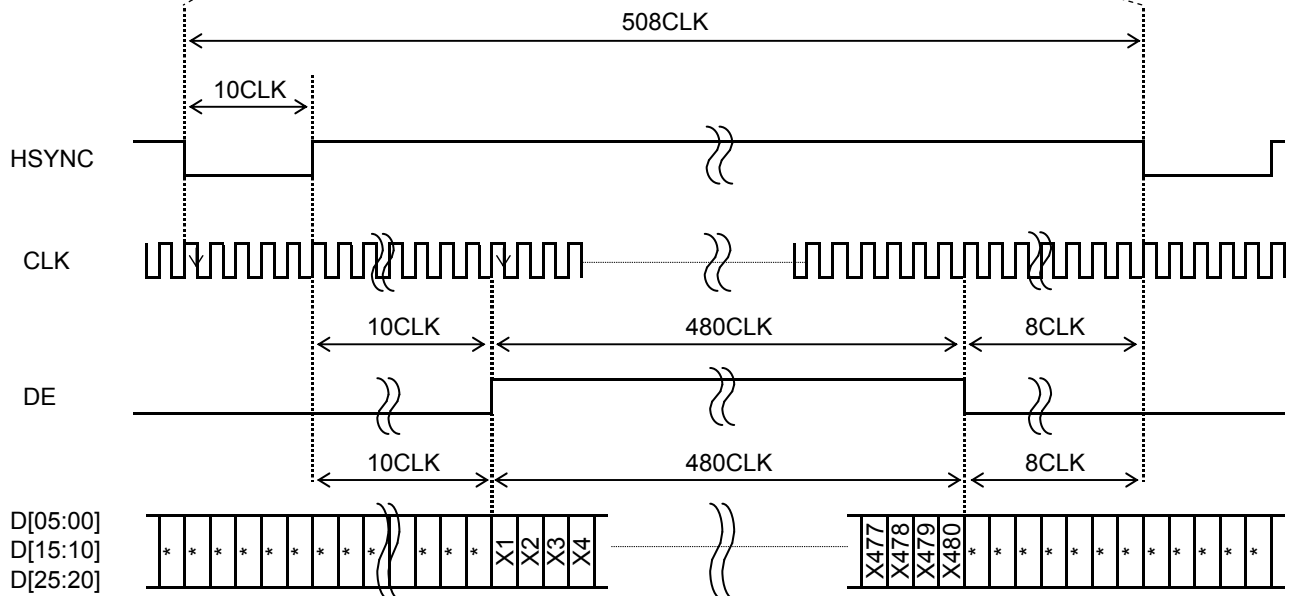 508CLK
10CLK
HSYNC
CLK
10CLK 480CLK 8CLK
DE
10CLK 480CLK 8CLK
D[05:00]
D[15:10]
D[25:20]
* * * * * * * * * * * * X1 X2 X3 X4 X477 X478 X479 X480 * * * * * * * * * * * *